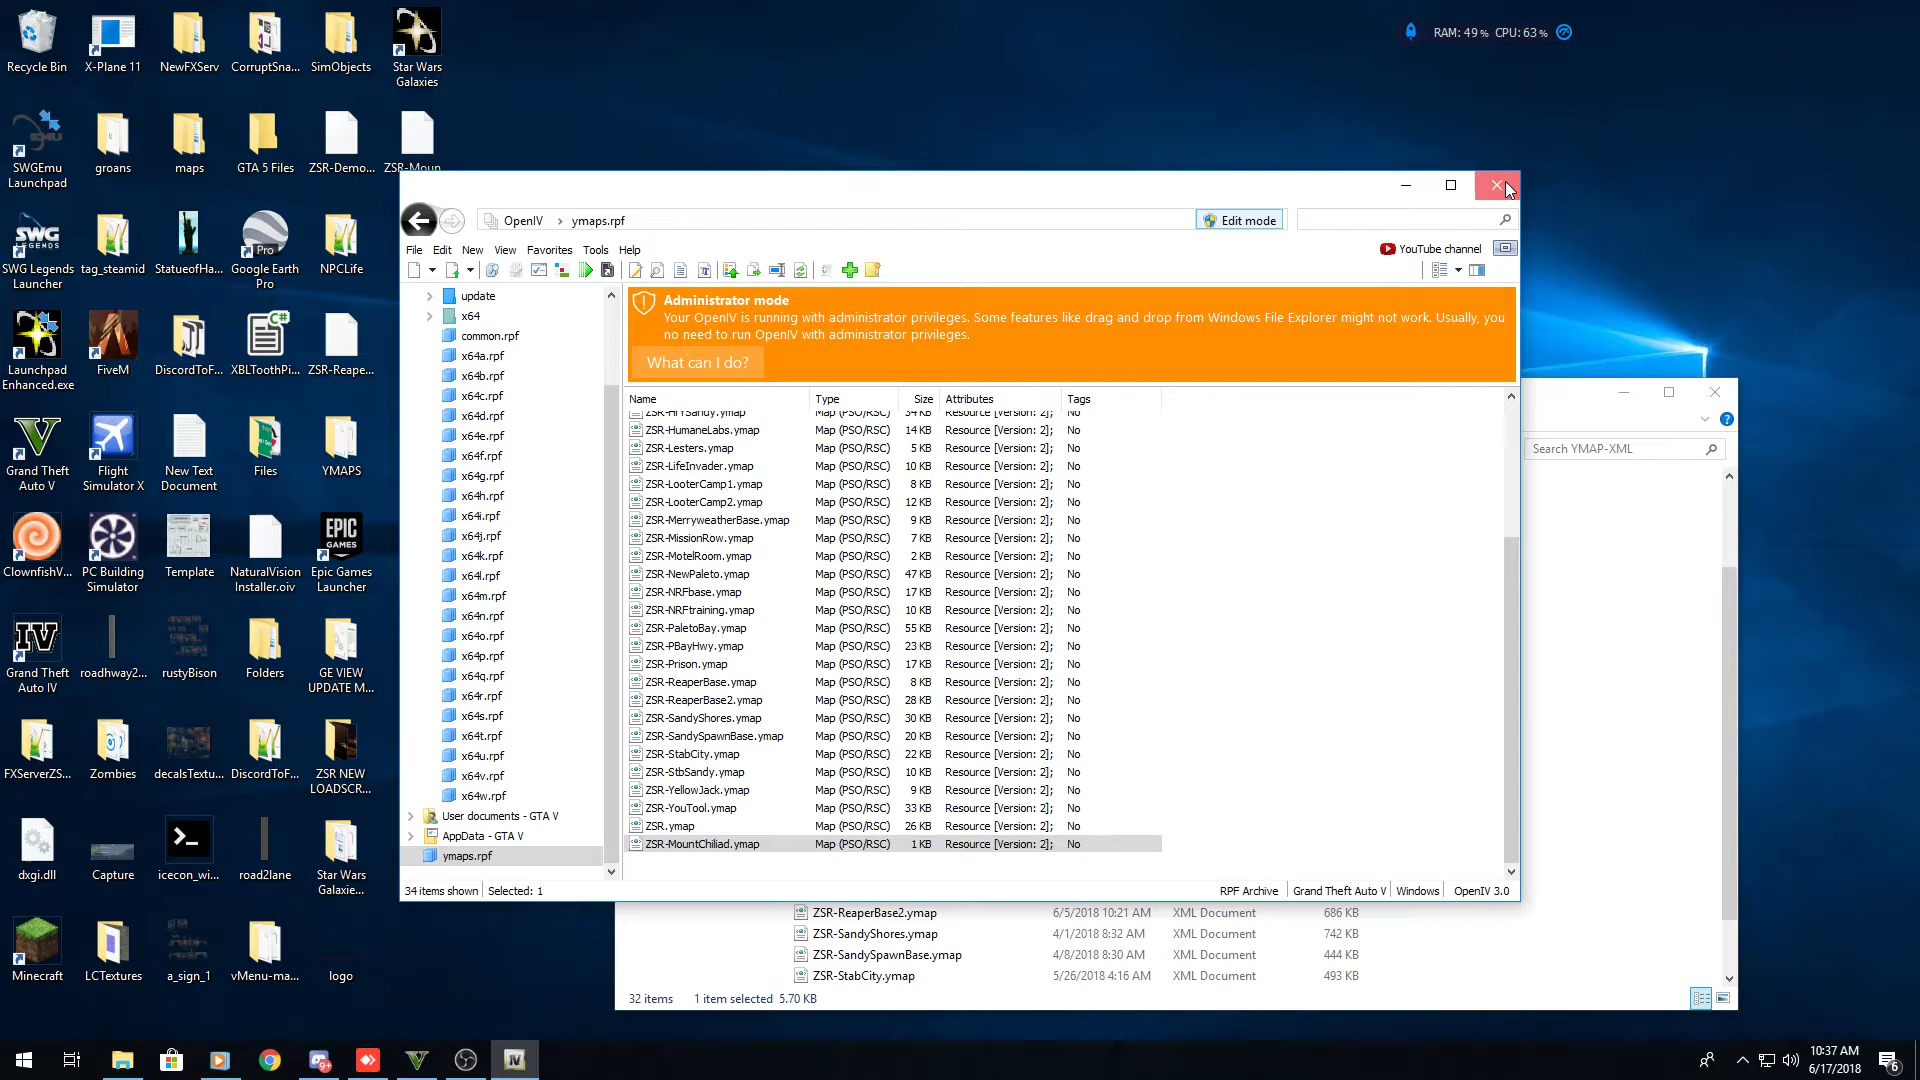 RAM: 49 % CPU: 63 %
Recycle Bin
X-Plane 11
NewFXServ
CorruptSna...
SimObjects
Star Wars
Galaxies
SWGEmu
Launchpad
groans
maps
GTA 5 Files
ZSR-Demo...
ZSR-Moun...
SWG Legends
Launcher
tag_steamid
StatueofHa...
Google Earth
Pro
NPCLife
Launchpad
Enhanced.exe
FiveM
DiscordToF...
XBLToothPi...
ZSR-Reape...
Grand Theft
Auto V
Flight
Simulator X
New Text
Document
Files
YMAPS
ClownfishV...
PC Building
Simulator
Template
NaturalVision
Installer.oiv
Epic Games
Launcher
Grand Theft
Auto IV
roadhway2...
rustyBison
Folders
GE VIEW
UPDATE M...
FXServerZS...
Zombies
decalsTextu...
DiscordToF...
ZSR NEW
LOADSCR...
dxgi.dll
Capture
icecon_wi...
road2lane
Star Wars
Galaxie...
Minecraft
LCTextures
a_sign_1
vMenu-ma...
logo
OpenIV > ymaps.rpf
Edit mode
File Edit New View Favorites Tools Help
YouTube channel
update
x64
common.rpf
x64a.rpf
x64b.rpf
x64c.rpf
x64d.rpf
x64e.rpf
x64f.rpf
x64g.rpf
x64h.rpf
x64i.rpf
x64j.rpf
x64k.rpf
x64l.rpf
x64m.rpf
x64n.rpf
x64o.rpf
x64p.rpf
x64q.rpf
x64r.rpf
x64s.rpf
x64t.rpf
x64u.rpf
x64v.rpf
x64w.rpf
User documents - GTA V
AppData - GTA V
ymaps.rpf
Administrator mode
Your OpenIV is running with administrator privileges. Some features like drag and drop from Windows File Explorer might not work. Usually, you
no need to run OpenIV with administrator privileges.
What can I do?
Name Type Size Attributes Tags
ZSR-HrySandy.ymap Map (PSO/RSC) 34 KB Resource [Version: 2]; No
ZSR-HumaneLabs.ymap Map (PSO/RSC) 14 KB Resource [Version: 2]; No
ZSR-Lesters.ymap Map (PSO/RSC) 5 KB Resource [Version: 2]; No
ZSR-LifeInvader.ymap Map (PSO/RSC) 10 KB Resource [Version: 2]; No
ZSR-LooterCamp1.ymap Map (PSO/RSC) 8 KB Resource [Version: 2]; No
ZSR-LooterCamp2.ymap Map (PSO/RSC) 12 KB Resource [Version: 2]; No
ZSR-MerryweatherBase.ymap Map (PSO/RSC) 9 KB Resource [Version: 2]; No
ZSR-MissionRow.ymap Map (PSO/RSC) 7 KB Resource [Version: 2]; No
ZSR-MotelRoom.ymap Map (PSO/RSC) 2 KB Resource [Version: 2]; No
ZSR-NewPaleto.ymap Map (PSO/RSC) 47 KB Resource [Version: 2]; No
ZSR-NRFbase.ymap Map (PSO/RSC) 17 KB Resource [Version: 2]; No
ZSR-NRFtraining.ymap Map (PSO/RSC) 10 KB Resource [Version: 2]; No
ZSR-PaletoBay.ymap Map (PSO/RSC) 55 KB Resource [Version: 2]; No
ZSR-PBayHwy.ymap Map (PSO/RSC) 23 KB Resource [Version: 2]; No
ZSR-Prison.ymap Map (PSO/RSC) 17 KB Resource [Version: 2]; No
ZSR-ReaperBase.ymap Map (PSO/RSC) 8 KB Resource [Version: 2]; No
ZSR-ReaperBase2.ymap Map (PSO/RSC) 28 KB Resource [Version: 2]; No
ZSR-SandyShores.ymap Map (PSO/RSC) 30 KB Resource [Version: 2]; No
ZSR-SandySpawnBase.ymap Map (PSO/RSC) 20 KB Resource [Version: 2]; No
ZSR-StabCity.ymap Map (PSO/RSC) 22 KB Resource [Version: 2]; No
ZSR-StbSandy.ymap Map (PSO/RSC) 10 KB Resource [Version: 2]; No
ZSR-YellowJack.ymap Map (PSO/RSC) 9 KB Resource [Version: 2]; No
ZSR-YouTool.ymap Map (PSO/RSC) 33 KB Resource [Version: 2]; No
ZSR.ymap Map (PSO/RSC) 26 KB Resource [Version: 2]; No
ZSR-MountChiliad.ymap Map (PSO/RSC) 1 KB Resource [Version: 2]; No
34 items shown Selected: 1 RPF Archive Grand Theft Auto V Windows OpenIV 3.0
Search YMAP-XML
ZSR-ReaperBase2.ymap 6/5/2018 10:21 AM XML Document 686 KB
ZSR-SandyShores.ymap 4/1/2018 8:32 AM XML Document 742 KB
ZSR-SandySpawnBase.ymap 4/8/2018 8:30 AM XML Document 444 KB
ZSR-StabCity.ymap 5/26/2018 4:16 AM XML Document 493 KB
32 items 1 item selected 5.70 KB
10:37 AM
6/17/2018
6